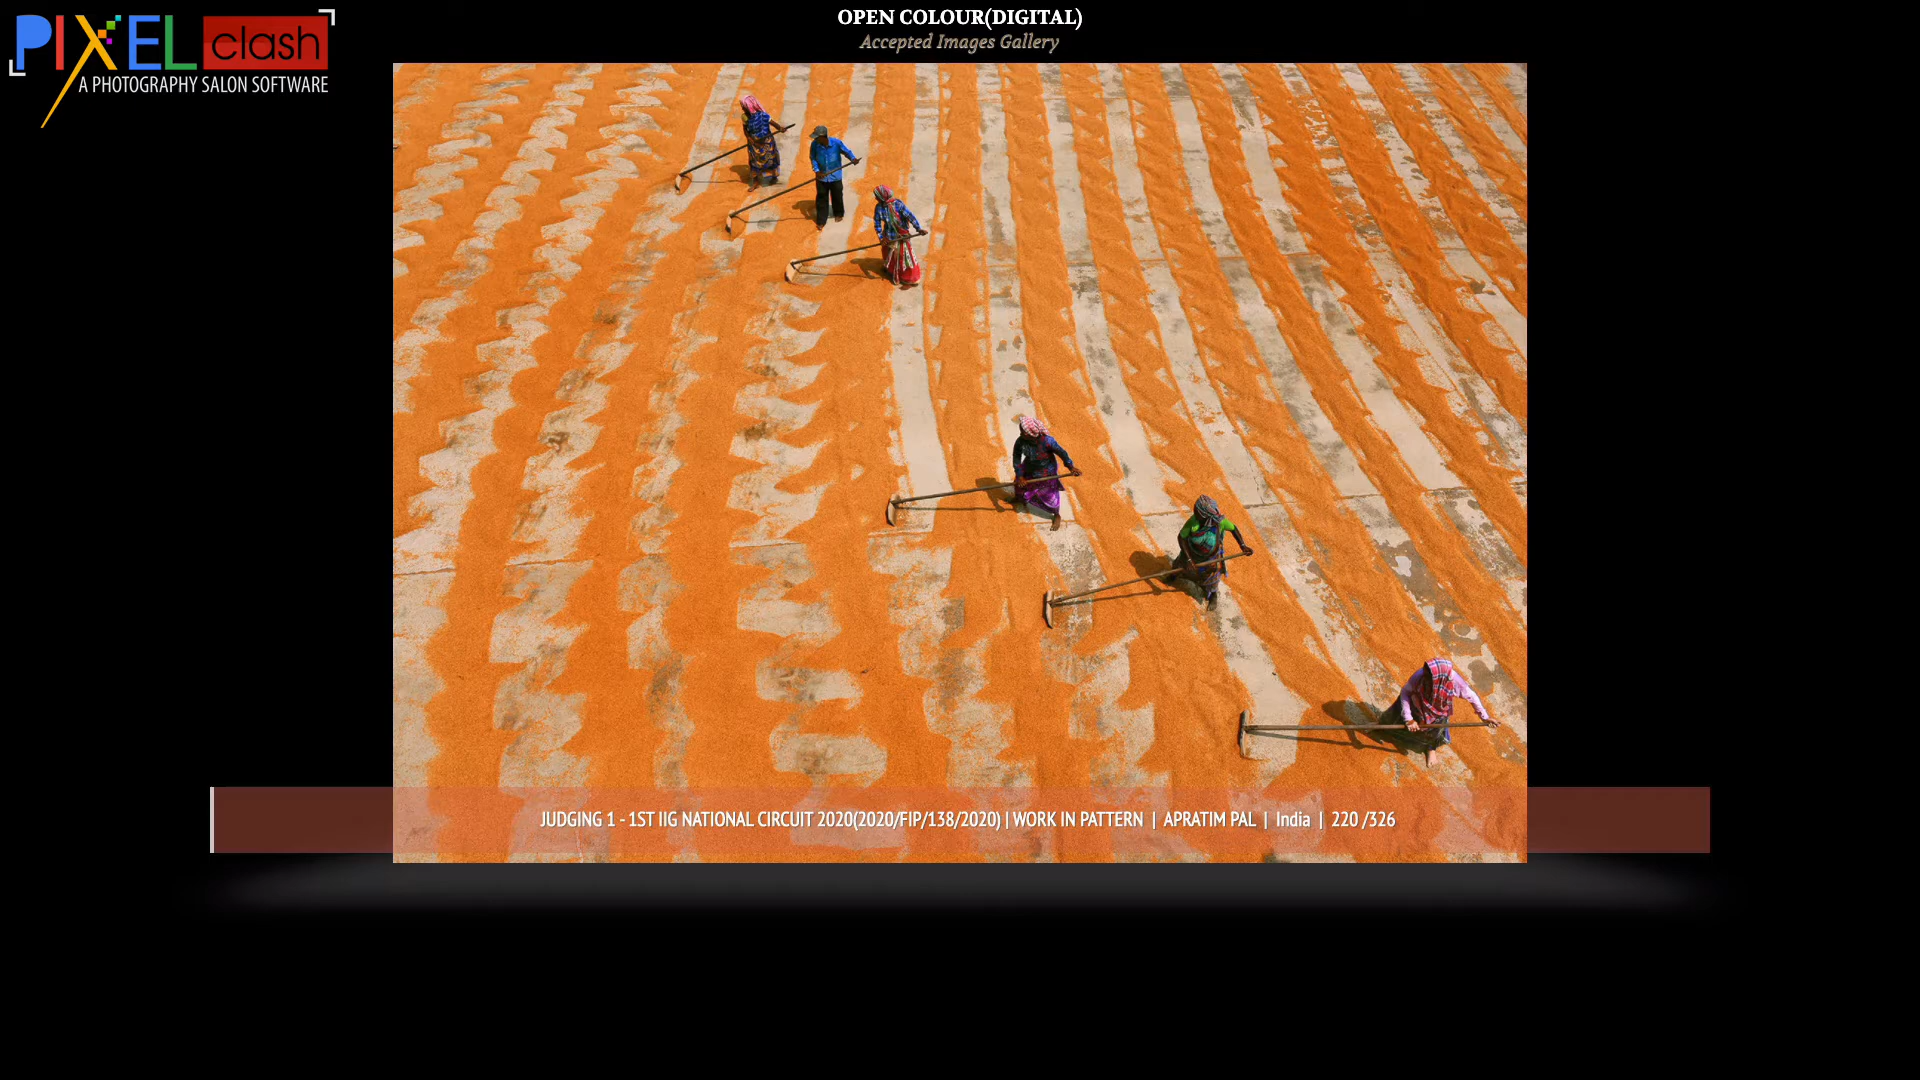 PIXEL clash
A PHOTOGRAPHY SALON SOFTWARE
OPEN COLOUR(DIGITAL)
Accepted Images Gallery
JUDGING 1 - 1ST IIG NATIONAL CIRCUIT 2020(2020/FIP/138/2020) | WORK IN PATTERN | APRATIM PAL | India | 220 /326